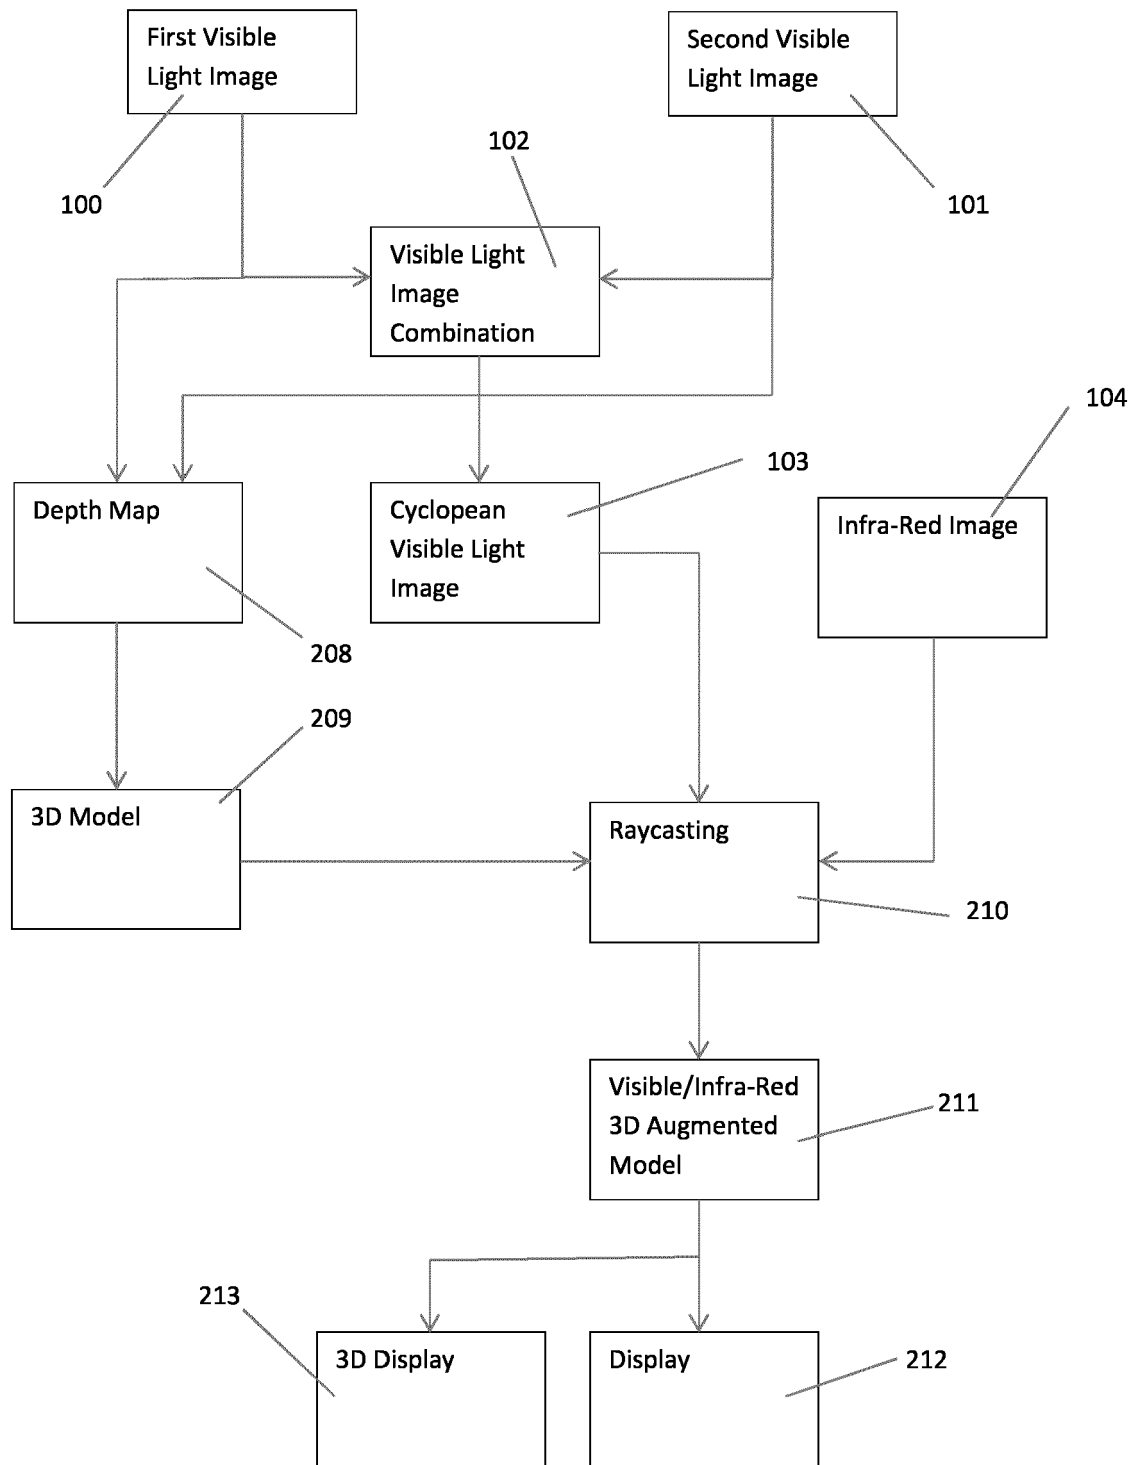 First Visible
Light Image
100
Second Visible
Light Image
101
102
Visible Light
Image
Combination
104
103
Depth Map
208
Cyclopean
Visible Light
Image
Infra-Red Image
209
3D Model
Raycasting
210
Visible/Infra-Red
3D Augmented
Model
211
213
3D Display
Display
212